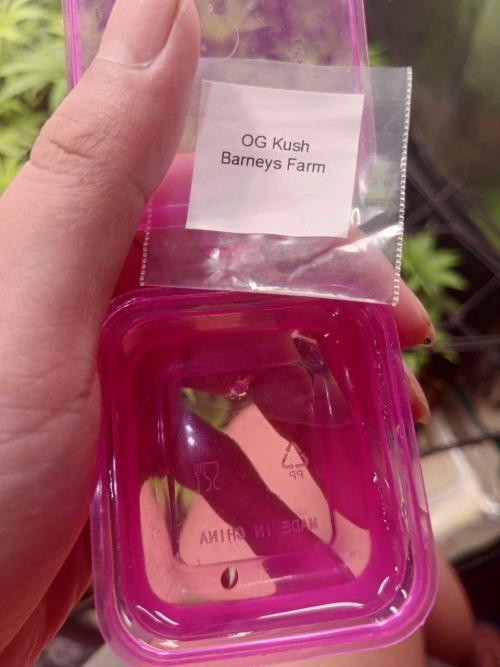 OG Kush
Barneys Farm
PP
MADE IN CHINA